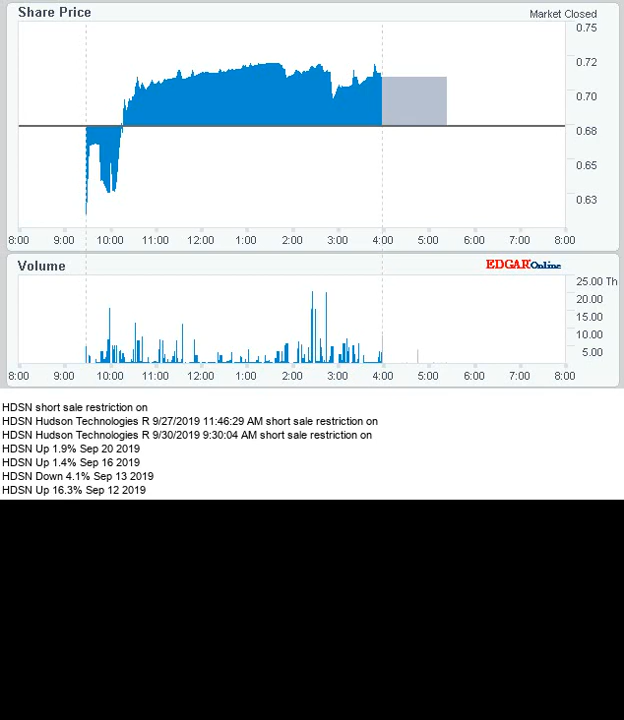 Share Price
Market Closed
0.75
0.72
0.70
0.68
0.65
0.63
8:00 9:00 10:00 11:00 12:00 1:00 2:00 3:00 4:00 5:00 6:00 7:00 8:00
Volume
EDGAR Online
25.00 Th
20.00
15.00
10.00
5.00
8:00 9:00 10:00 11:00 12:00 1:00 2:00 3:00 4:00 5:00 6:00 7:00 8:00
HDSN short sale restriction on
HDSN Hudson Technologies R 9/27/2019 11:46:29 AM short sale restriction on
HDSN Hudson Technologies R 9/30/2019 9:30:04 AM short sale restriction on
HDSN Up 1.9% Sep 20 2019
HDSN Up 1.4% Sep 16 2019
HDSN Down 4.1% Sep 13 2019
HDSN Up 16.3% Sep 12 2019